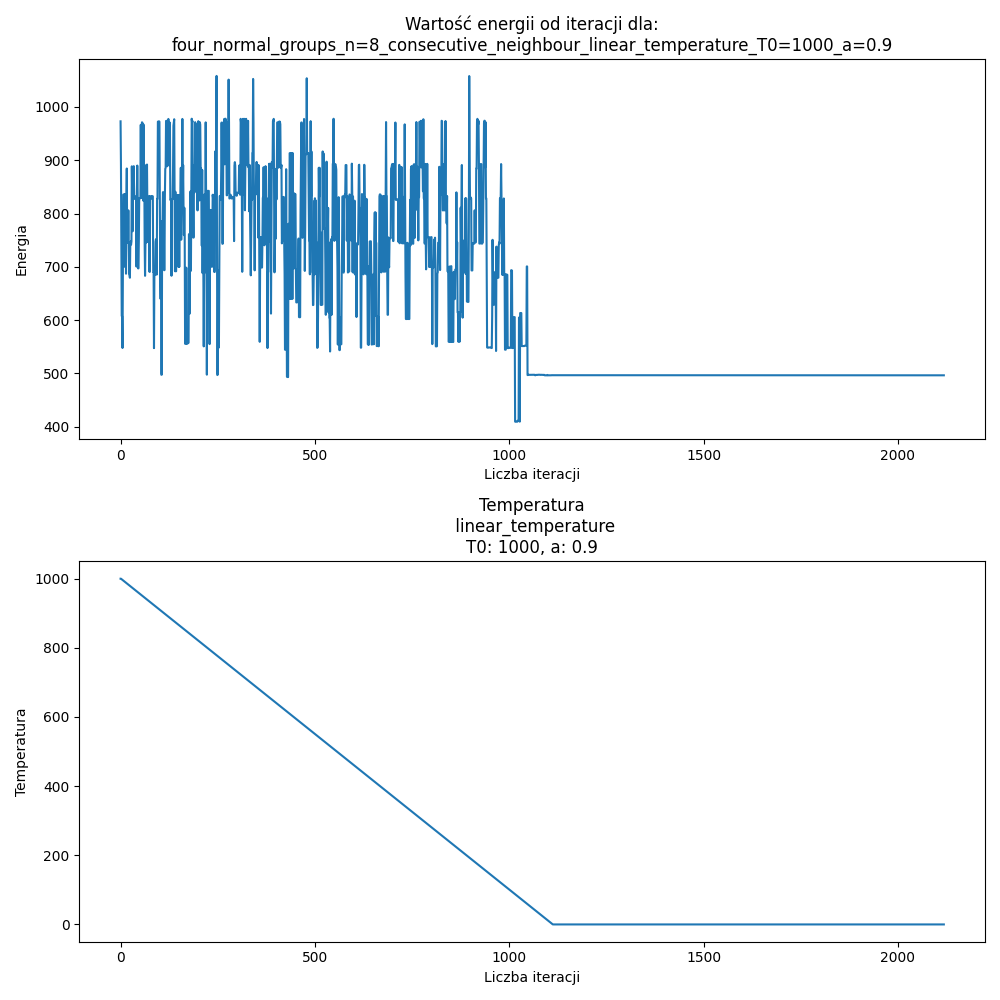 Wartość energii od iteracji dla:
four_normal_groups_n=8_consecutive_neighbour_linear_temperature_T0=1000_a=0.9
1000
900
800
700
600
500
400
Energia
0 500 1000 1500 2000
Liczba iteracji
Temperatura
linear_temperature
T0: 1000, a: 0.9
1000
800
600
400
200
0
Temperatura
0 500 1000 1500 2000
Liczba iteracji